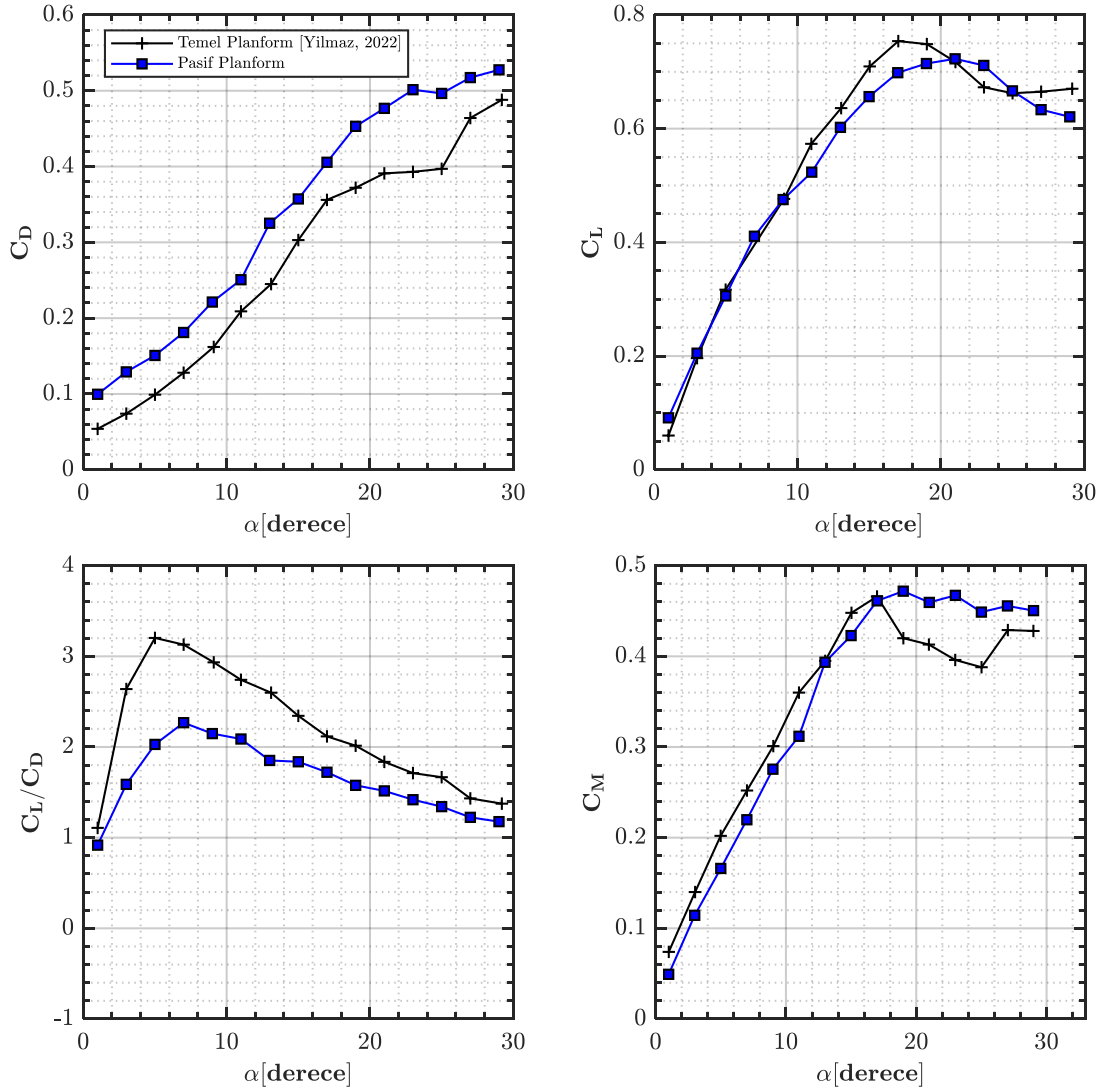 0.6
0.5
0.4
0.3
0.2
0.1
0
C_D
Temel Planform [Yilmaz, 2022]
Pasif Planform
0 10 20 30
α[derece]
0.8
0.6
0.4
0.2
0
C_L
0 10 20 30
α[derece]
4
3
2
1
0
-1
C_L/C_D
0 10 20 30
α[derece]
0.5
0.4
0.3
0.2
0.1
0
C_M
0 10 20 30
α[derece]